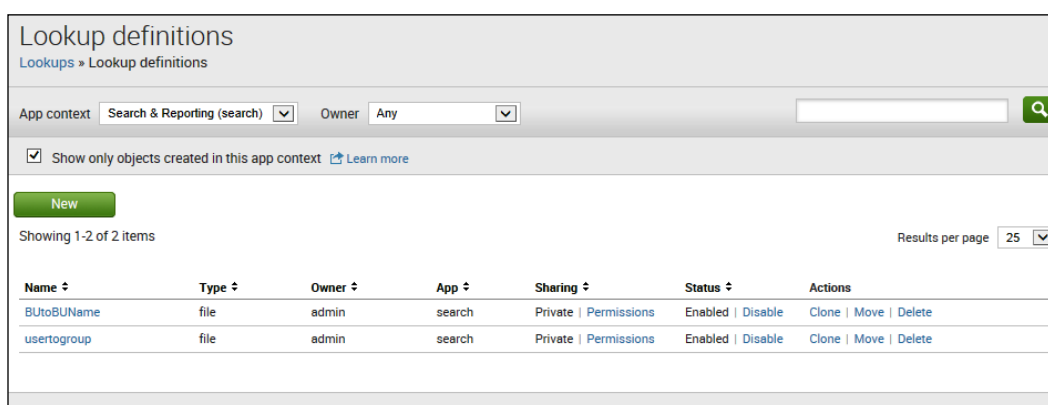 Lookup definitions
Lookups » Lookup definitions
App context Search & Reporting (search) Owner Any
Show only objects created in this app context Learn more
New
Showing 1-2 of 2 items
Results per page 25
Name Type Owner App Sharing Status Actions
BUtoBUName file admin search Private | Permissions Enabled | Disable Clone | Move | Delete
usertogroup file admin search Private | Permissions Enabled | Disable Clone | Move | Delete